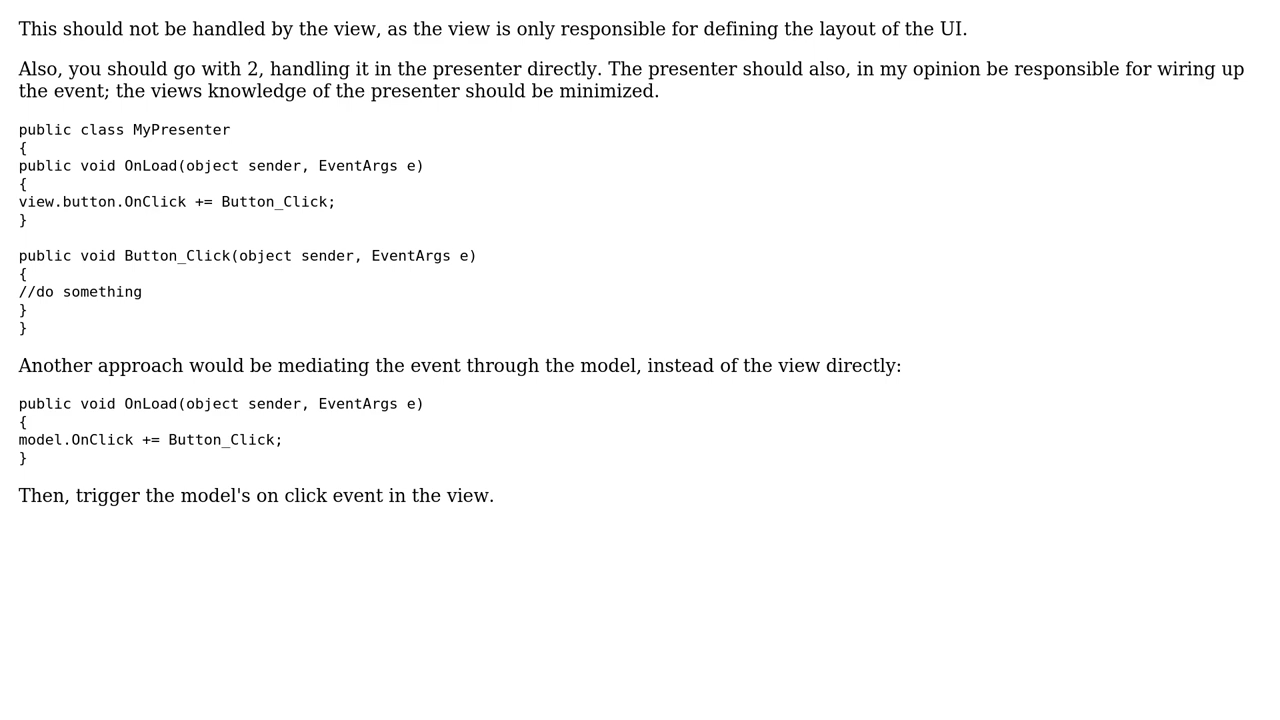 This should not be handled by the view, as the view is only responsible for defining the layout of the UI.
Also, you should go with 2, handling it in the presenter directly. The presenter should also, in my opinion be responsible for wiring up
the event; the views knowledge of the presenter should be minimized.
public class MyPresenter
{
public void OnLoad(object sender, EventArgs e)
{
view.button.OnClick += Button_Click;
}
public void Button_Click(object sender, EventArgs e)
{
//do something
}
}
Another approach would be mediating the event through the model, instead of the view directly:
public void OnLoad(object sender, EventArgs e)
{
model.OnClick += Button_Click;
}
Then, trigger the model's on click event in the view.